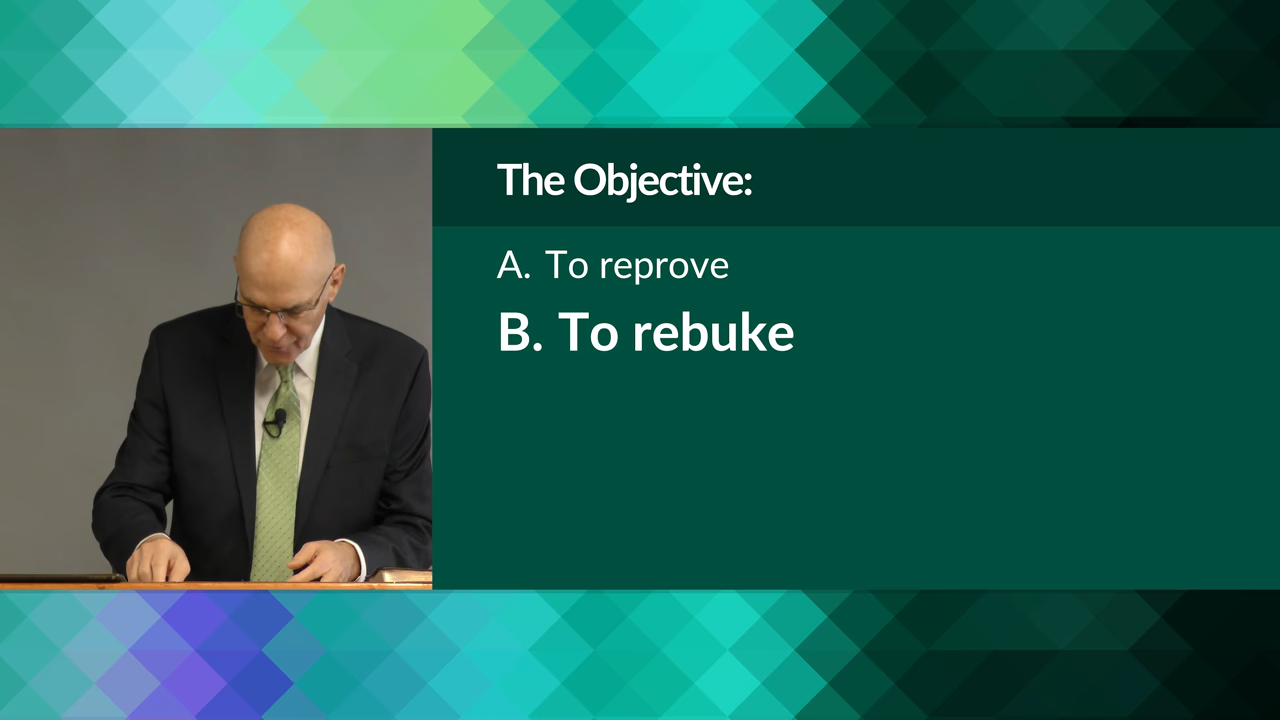 The Objective:
A. To reprove
B. To rebuke